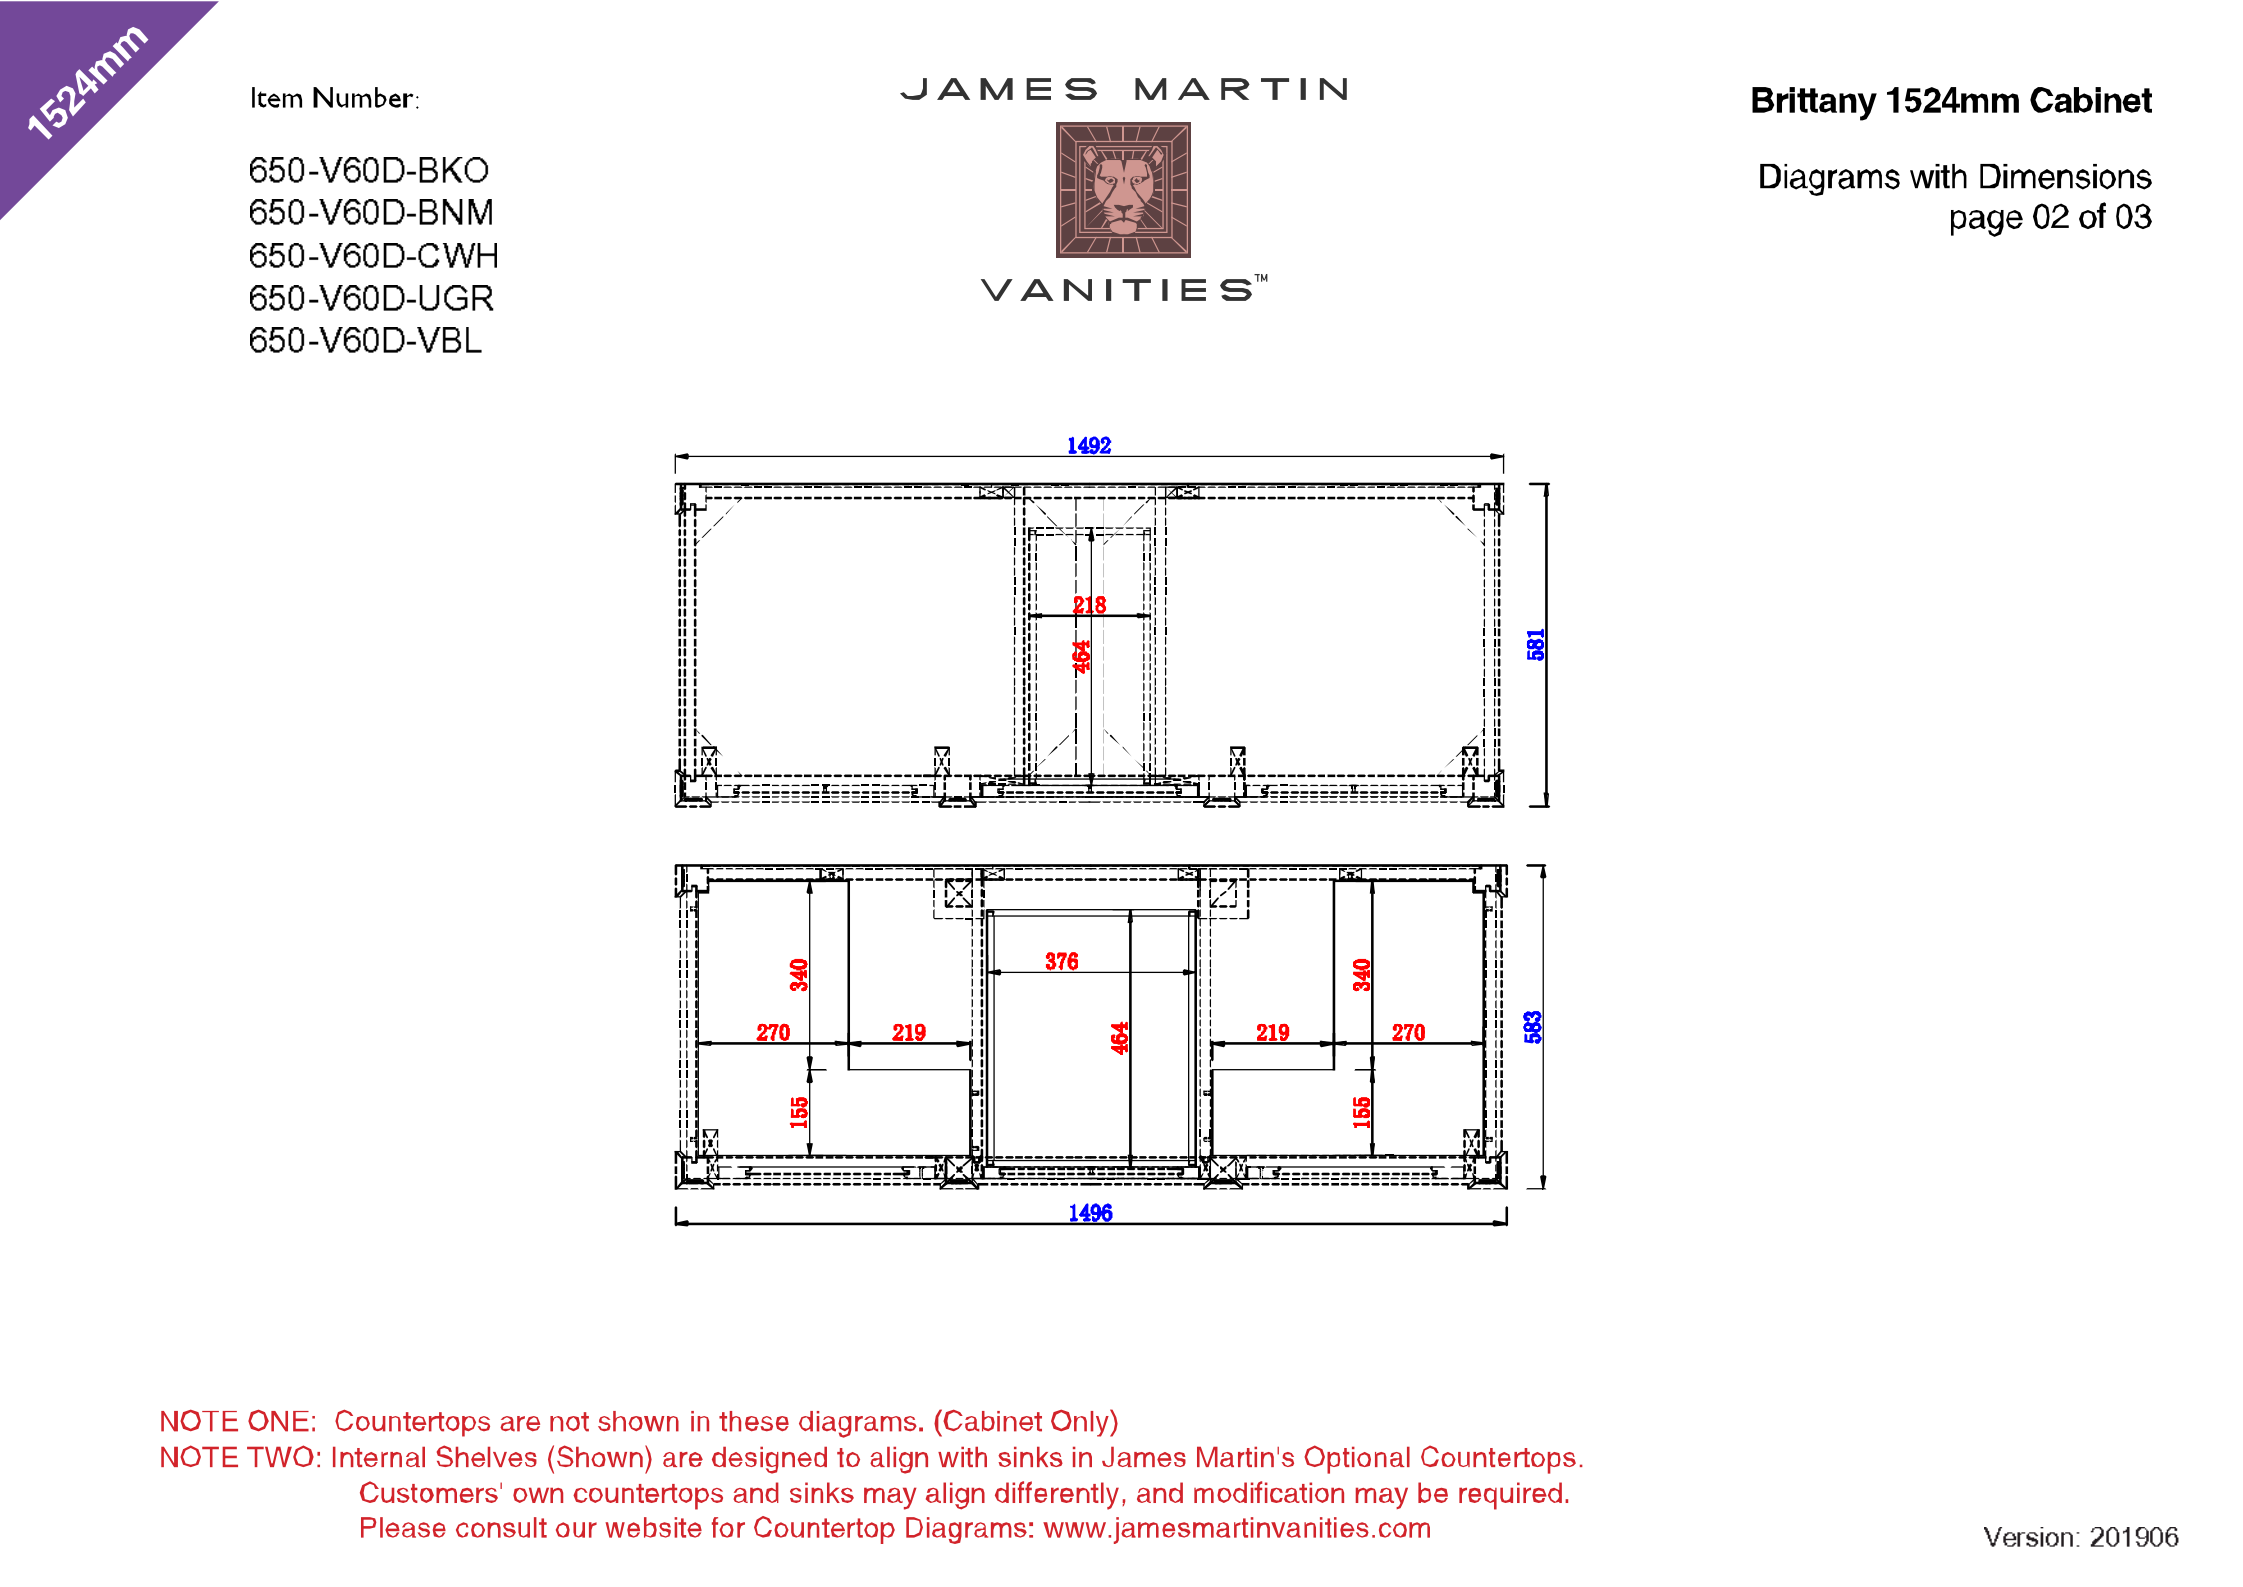 1524mm
Item Number:
650-V60D-BKO
650-V60D-BNM
650-V60D-CWH
650-V60D-UGR
650-V60D-VBL
JAMES MARTIN
VANITIES™
Brittany 1524mm Cabinet
Diagrams with Dimensions
page 02 of 03
1492
218
464
581
340
376
340
270
219
464
219
270
583
155
155
1496
NOTE ONE: Countertops are not shown in these diagrams. (Cabinet Only)
NOTE TWO: Internal Shelves (Shown) are designed to align with sinks in James Martin's Optional Countertops.
Customers' own countertops and sinks may align differently, and modification may be required.
Please consult our website for Countertop Diagrams: www.jamesmartinvanities.com
Version: 201906